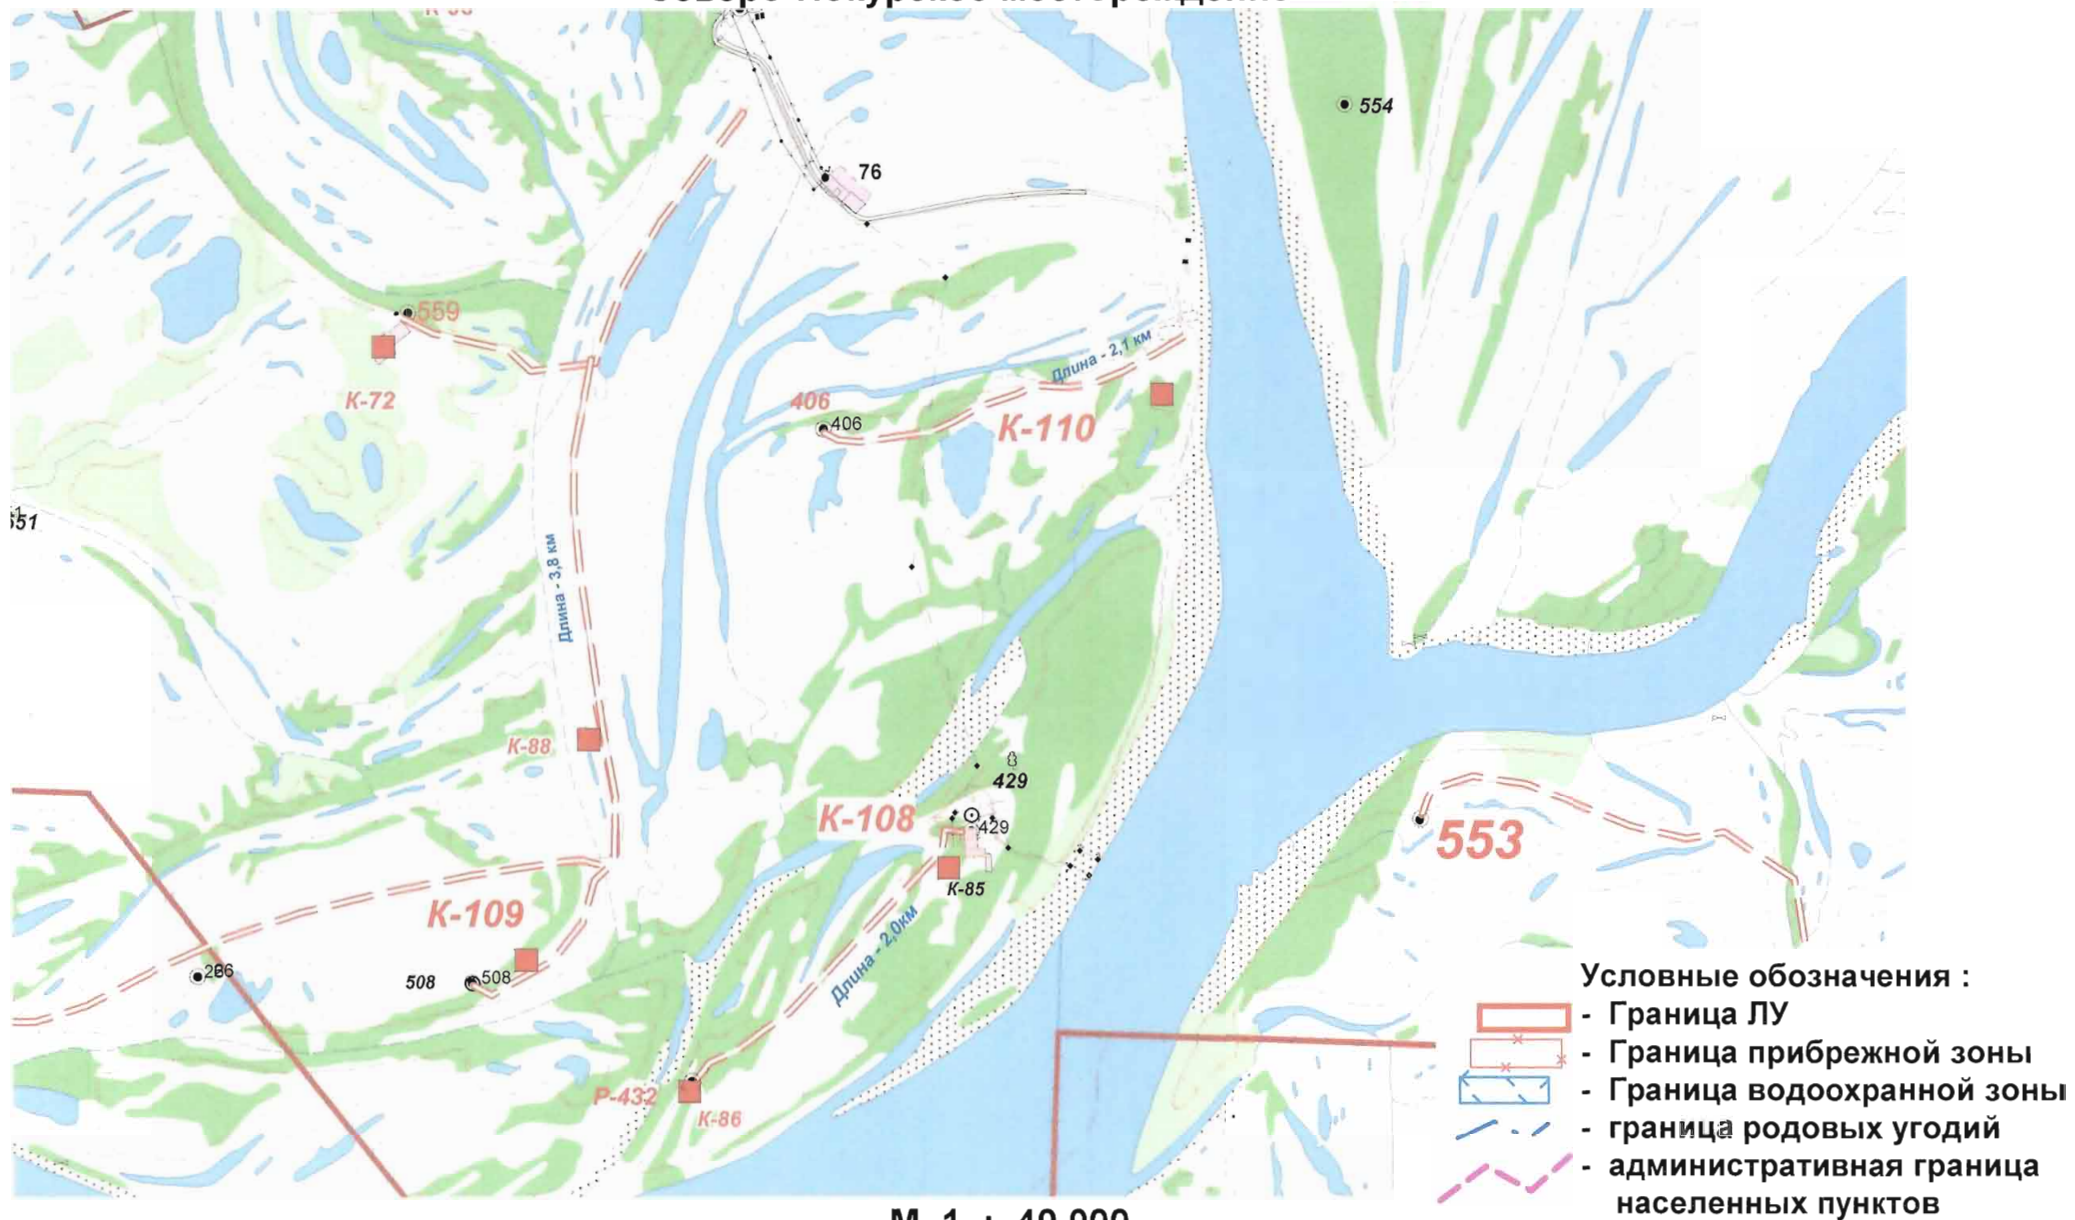 554
76
559
К-72
Длина - 2,1 км
406
406
К-110
Длина - 3,8 км
К-88
429
К-108
429
К-85
553
К-109
Длина - 2,0км
508
508
Р-432
К-86
Условные обозначения :
- Граница ЛУ
- Граница прибрежной зоны
- Граница водоохранной зоны
- граница родовых угодий
- административная граница
населенных пунктов